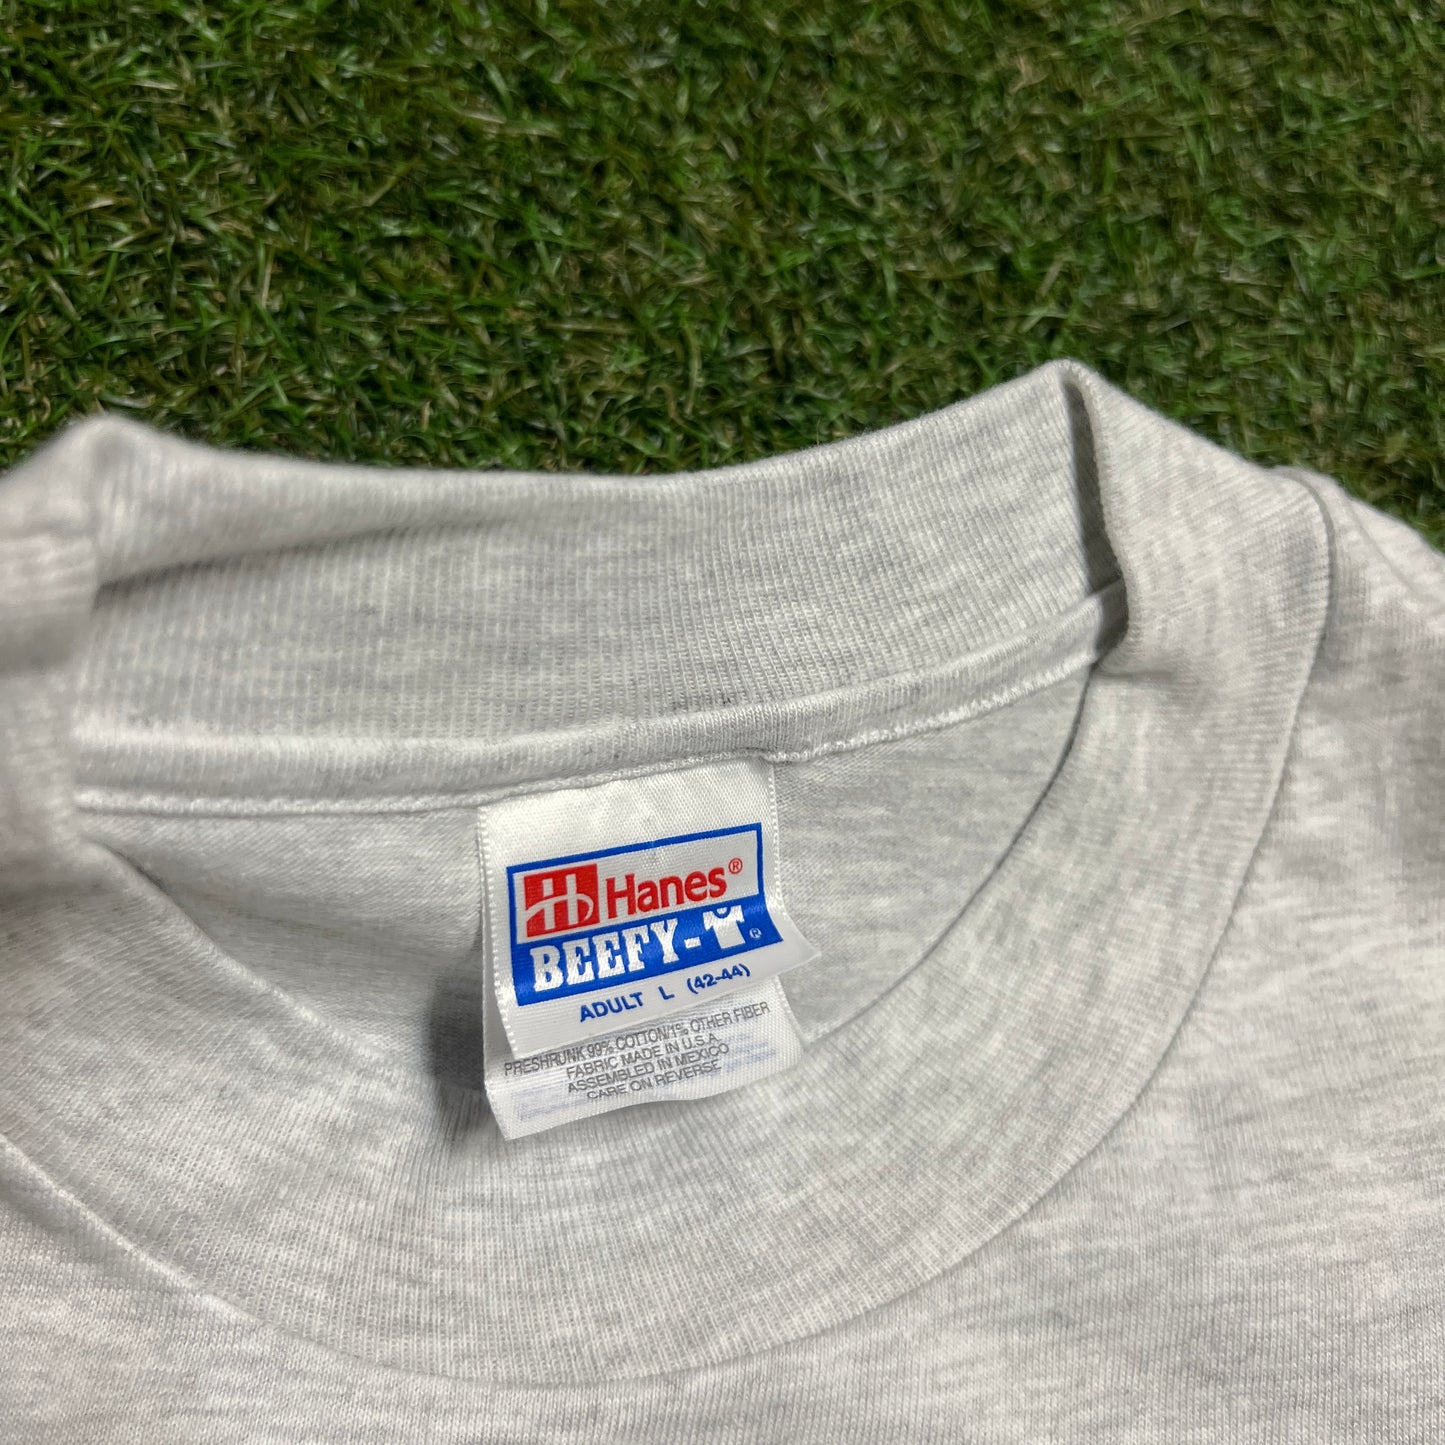 Hanes®
BEEFY-T®
ADULT L (42-44)
PRESHRUNK 99% COTTON/1% OTHER FIBER
FABRIC MADE IN U.S.A.
ASSEMBLED IN MEXICO
CARE ON REVERSE